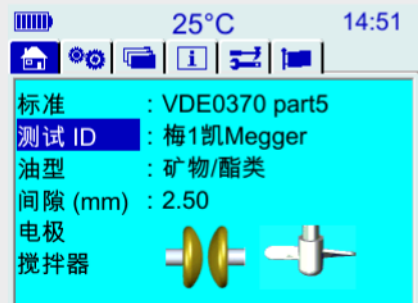 25°C 14:51
标准 : VDE0370 part5
测试 ID : 梅1凯Megger
油型 : 矿物/酯类
间隙 (mm) : 2.50
电极
搅拌器